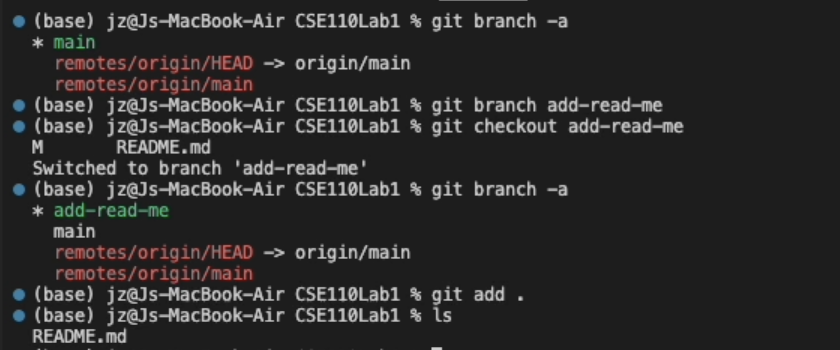 (base) jz@Js-MacBook-Air CSE110Lab1 % git branch -a
* main
remotes/origin/HEAD -> origin/main
remotes/origin/main
(base) jz@Js-MacBook-Air CSE110Lab1 % git branch add-read-me
(base) jz@Js-MacBook-Air CSE110Lab1 % git checkout add-read-me
M README.md
Switched to branch 'add-read-me'
(base) jz@Js-MacBook-Air CSE110Lab1 % git branch -a
* add-read-me
main
remotes/origin/HEAD -> origin/main
remotes/origin/main
(base) jz@Js-MacBook-Air CSE110Lab1 % git add .
(base) jz@Js-MacBook-Air CSE110Lab1 % ls
README.md